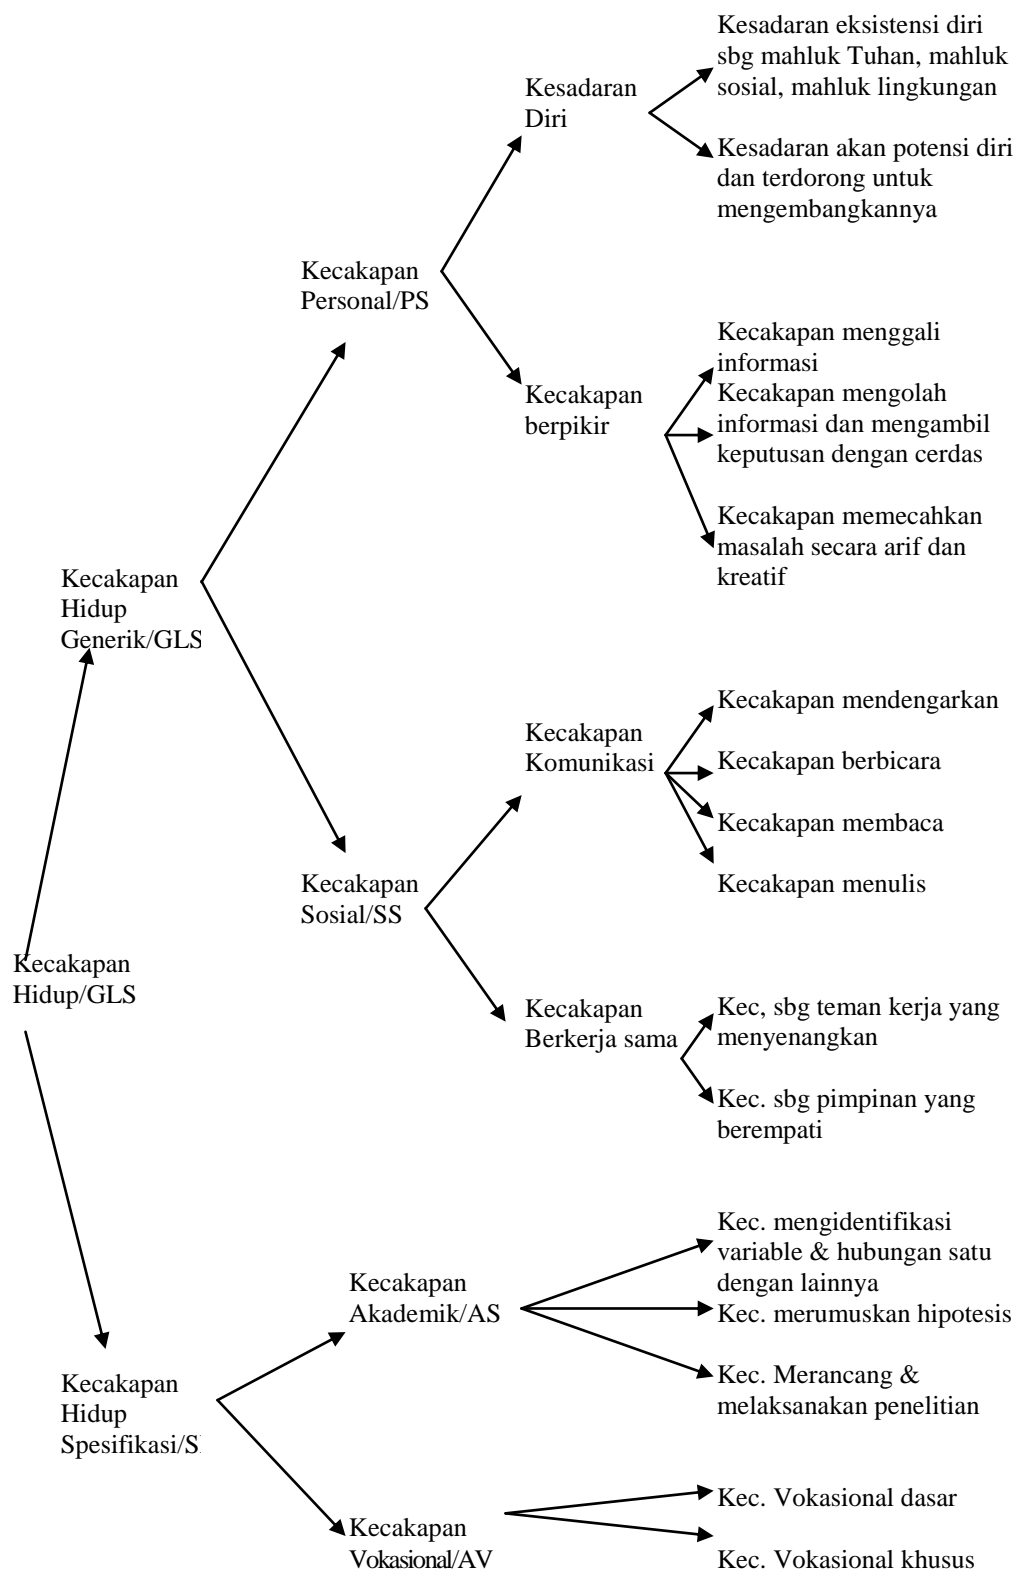 Kesadaran eksistensi diri
sbg mahluk Tuhan, mahluk
sosial, mahluk lingkungan
Kesadaran
Diri
Kesadaran akan potensi diri
dan terdorong untuk
mengembangkannya
Kecakapan
Personal/PS
Kecakapan menggali
informasi
Kecakapan
berpikir
Kecakapan mengolah
informasi dan mengambil
keputusan dengan cerdas
Kecakapan memecahkan
masalah secara arif dan
kreatif
Kecakapan
Hidup
Generik/GLS
Kecakapan mendengarkan
Kecakapan
Komunikasi
Kecakapan berbicara
Kecakapan membaca
Kecakapan menulis
Kecakapan
Sosial/SS
Kecakapan
Hidup/GLS
Kecakapan
Berkerja sama
Kec, sbg teman kerja yang
menyenangkan
Kec. sbg pimpinan yang
berempati
Kec. mengidentifikasi
variable & hubungan satu
dengan lainnya
Kecakapan
Akademik/AS
Kec. merumuskan hipotesis
Kec. Merancang &
melaksanakan penelitian
Kecakapan
Hidup
Spesifikasi/S
Kec. Vokasional dasar
Kecakapan
Vokasional/AV
Kec. Vokasional khusus